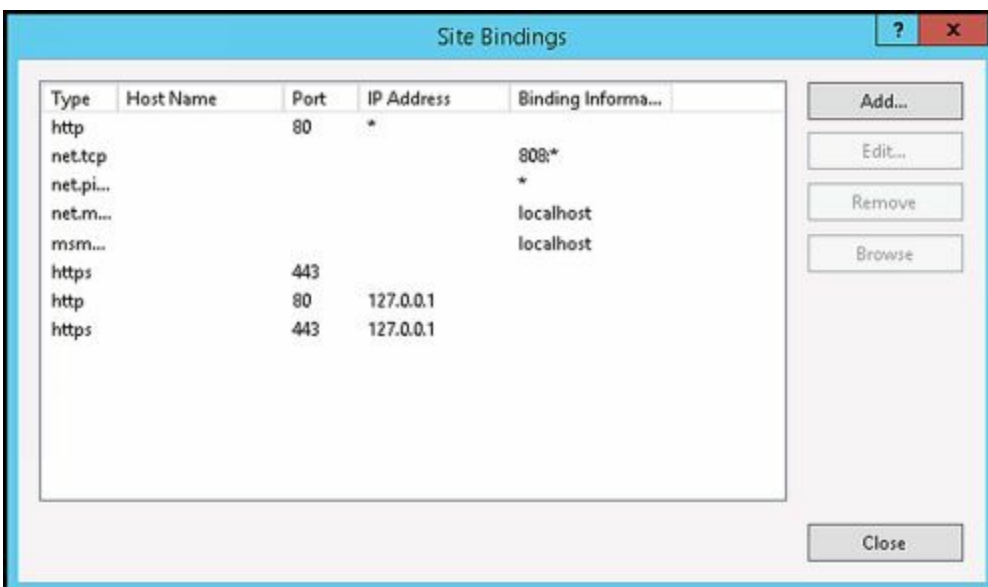 Site Bindings
? x
Type Host Name Port IP Address Binding Informa...
http 80 *
net.tcp 808:*
net.pi... *
net.m... localhost
msm... localhost
https 443
http 80 127.0.0.1
https 443 127.0.0.1
Add...
Edit...
Remove
Browse
Close